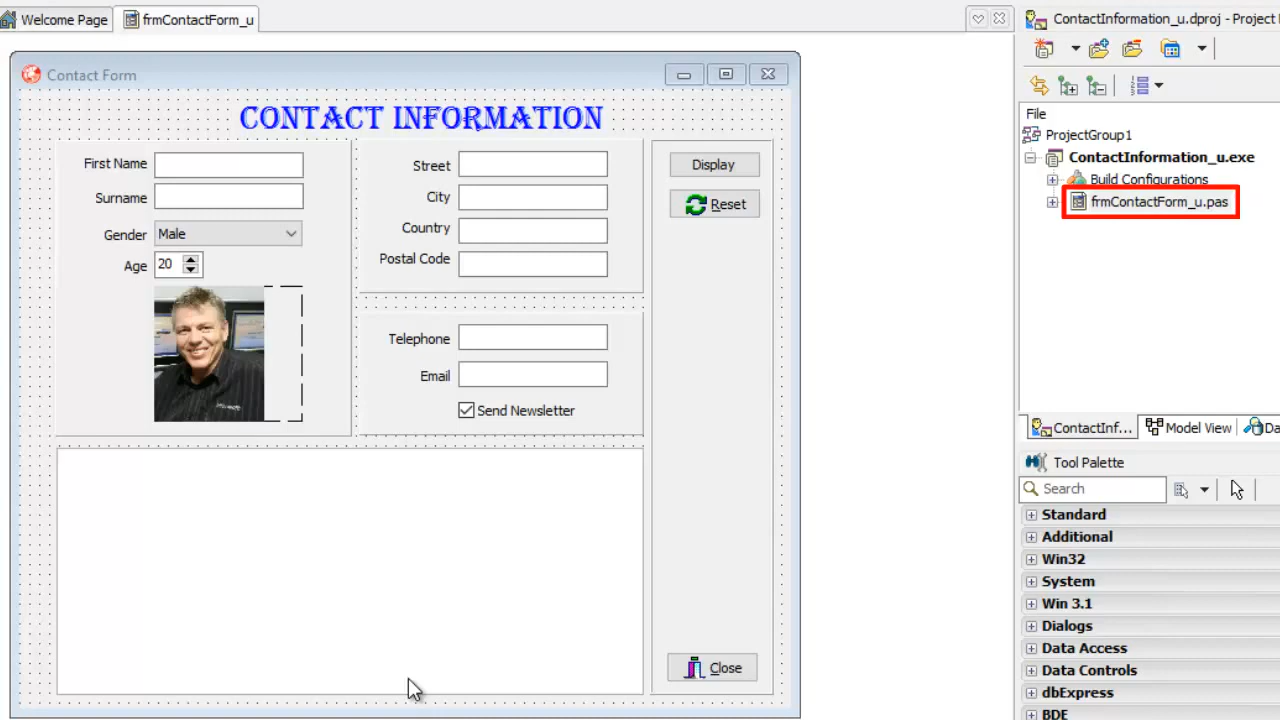 Welcome Page
frmContactForm_u
ContactInformation_u.dproj - Project
Contact Form
CONTACT INFORMATION
First Name
Surname
Gender
Male
Age
20
Street
City
Country
Postal Code
Telephone
Email
Send Newsletter
Display
Reset
Close
File
ProjectGroup1
ContactInformation_u.exe
Build Configurations
frmContactForm_u.pas
ContactInf...
Model View
Da
Tool Palette
Search
Standard
Additional
Win32
System
Win 3.1
Dialogs
Data Access
Data Controls
dbExpress
BDE